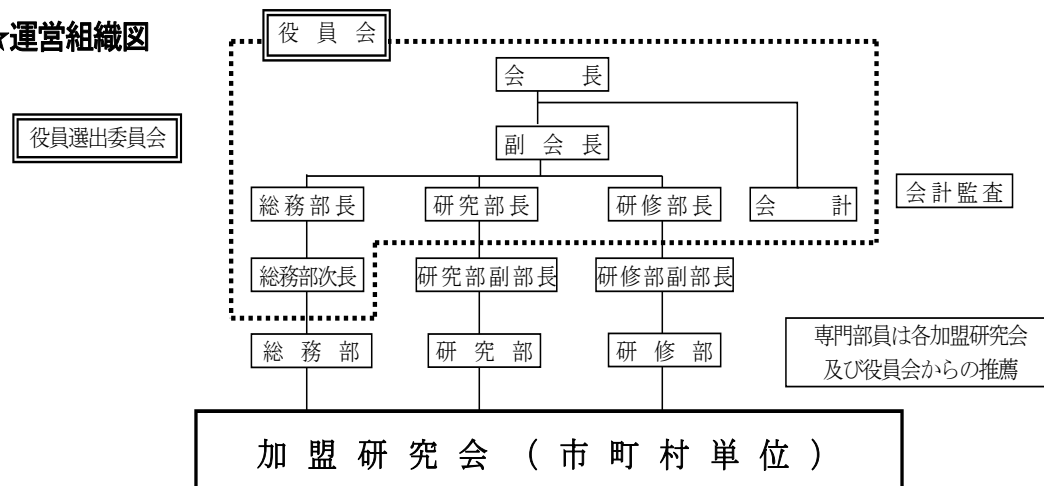 ☆運営組織図
役員会
会長
役員選出委員会
副会長
総務部長
研究部長
研修部長
会計
会計監査
総務部次長
研究部副部長
研修部副部長
総務部
研究部
研修部
専門部員は各加盟研究会
及び役員会からの推薦
加盟研究会(市町村単位)